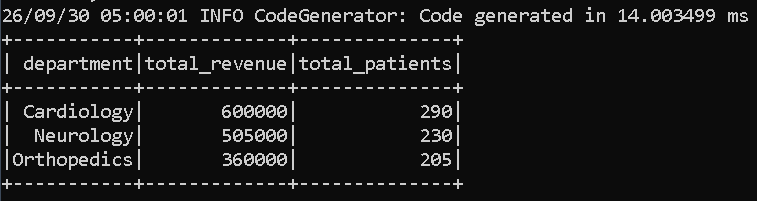 26/09/30 05:00:01 INFO CodeGenerator: Code generated in 14.003499 ms
+-----------+-------------+--------------+
| department|total_revenue|total_patients|
+-----------+-------------+--------------+
| Cardiology|       600000|           290|
|  Neurology|       505000|           230|
|Orthopedics|       360000|           205|
+-----------+-------------+--------------+